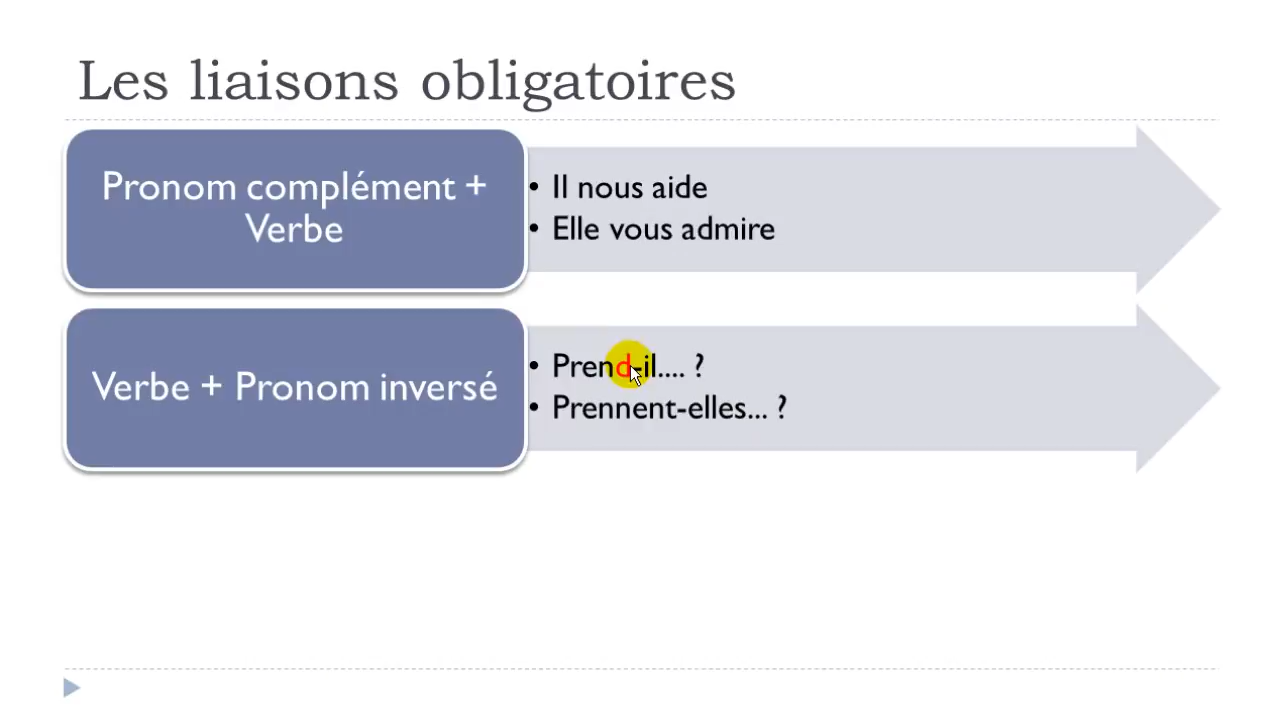 Les liaisons obligatoires
Pronom complément +
Verbe
• Il nous aide
• Elle vous admire
Verbe + Pronom inversé
• Prend-il.... ?
• Prennent-elles... ?